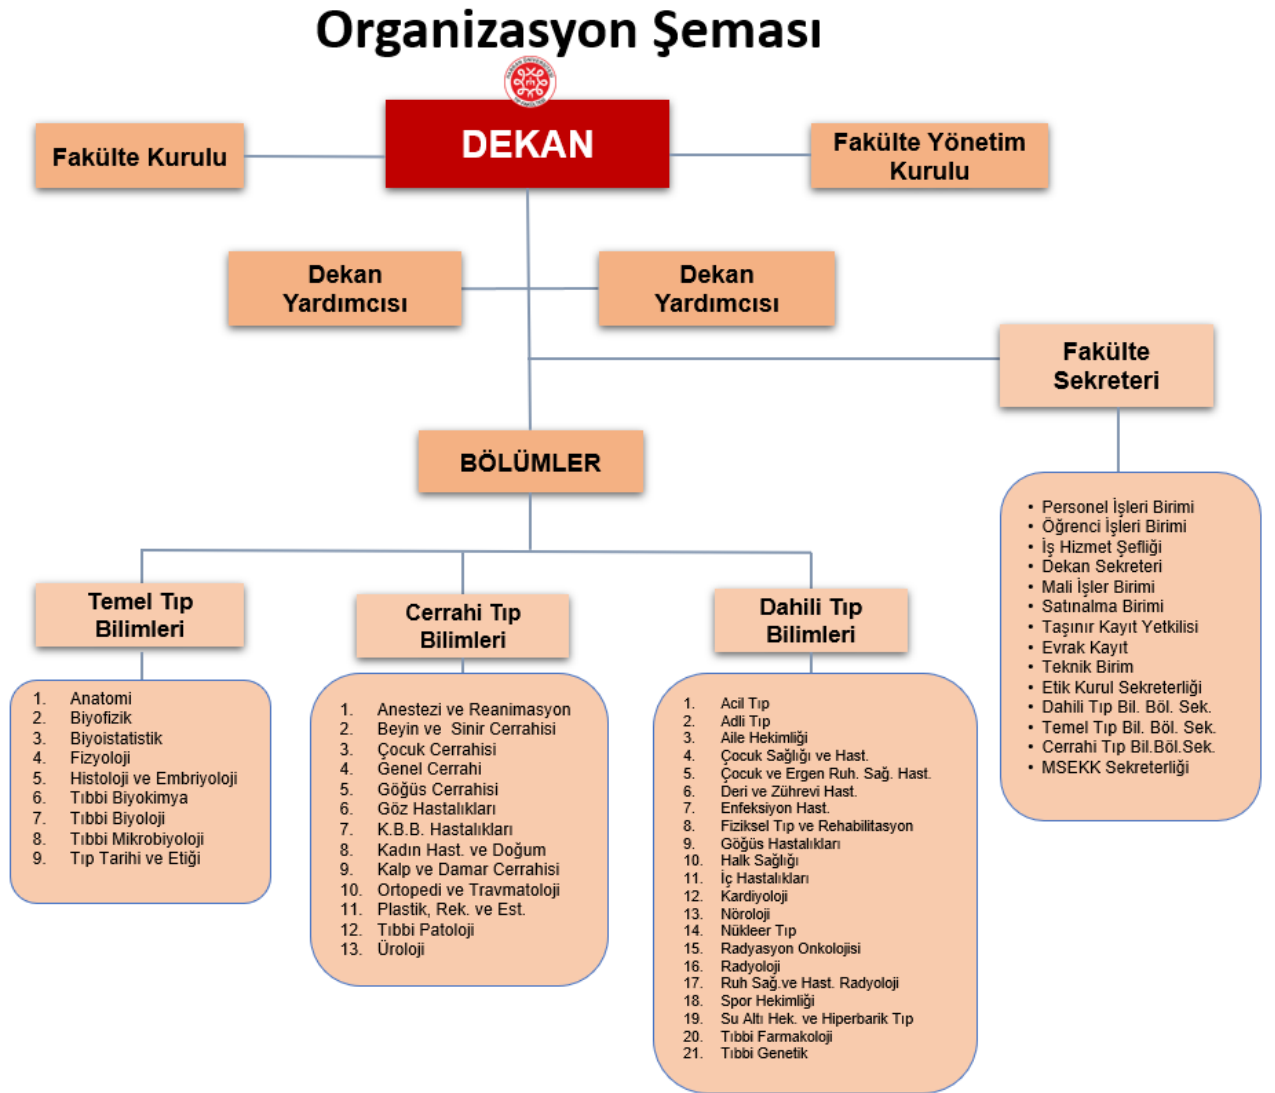 Organizasyon Şeması
DEKAN
Fakülte Kurulu
Fakülte Yönetim
Kurulu
Dekan
Yardımcısı
Dekan
Yardımcısı
Fakülte
Sekreteri
BÖLÜMLER
• Personel İşleri Birimi
• Öğrenci İşleri Birimi
• İş Hizmet Şefliği
• Dekan Sekreteri
• Mali İşler Birimi
• Satınalma Birimi
• Taşınır Kayıt Yetkilisi
• Evrak Kayıt
• Teknik Birim
• Etik Kurul Sekreterliği
• Dahili Tıp Bil. Böl. Sek.
• Temel Tıp Bil. Böl. Sek.
• Cerrahi Tıp Bil.Böl.Sek.
• MSEKK Sekreterliği
Temel Tıp
Bilimleri
1. Anatomi
2. Biyofizik
3. Biyoistatistik
4. Fizyoloji
5. Histoloji ve Embriyoloji
6. Tıbbi Biyokimya
7. Tıbbi Biyoloji
8. Tıbbi Mikrobiyoloji
9. Tıp Tarihi ve Etiği
Cerrahi Tıp
Bilimleri
1. Anestezi ve Reanimasyon
2. Beyin ve Sinir Cerrahisi
3. Çocuk Cerrahisi
4. Genel Cerrahi
5. Göğüs Cerrahisi
6. Göz Hastalıkları
7. K.B.B. Hastalıkları
8. Kadın Hast. ve Doğum
9. Kalp ve Damar Cerrahisi
10. Ortopedi ve Travmatoloji
11. Plastik, Rek. ve Est.
12. Tıbbi Patoloji
13. Üroloji
Dahili Tıp
Bilimleri
1. Acil Tıp
2. Adli Tıp
3. Aile Hekimliği
4. Çocuk Sağlığı ve Hast.
5. Çocuk ve Ergen Ruh. Sağ. Hast.
6. Deri ve Zührevi Hast.
7. Enfeksiyon Hast.
8. Fiziksel Tıp ve Rehabilitasyon
9. Göğüs Hastalıkları
10. Halk Sağlığı
11. İç Hastalıkları
12. Kardiyoloji
13. Nöroloji
14. Nükleer Tıp
15. Radyasyon Onkolojisi
16. Radyoloji
17. Ruh Sağ.ve Hast. Radyoloji
18. Spor Hekimliği
19. Su Altı Hek. ve Hiperbarik Tıp
20. Tıbbi Farmakoloji
21. Tıbbi Genetik